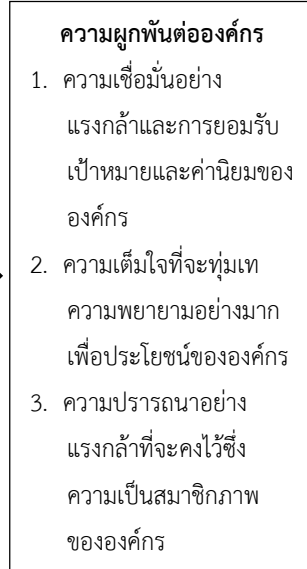 ความผูกพันต่อองค์กร
1. ความเชื่อมั่นอย่าง
แรงกล้าและการยอมรับ
เป้าหมายและค่านิยมของ
องค์กร
2. ความเต็มใจที่จะทุ่มเท
ความพยายามอย่างมาก
เพื่อประโยชน์ขององค์กร
3. ความปรารถนาอย่าง
แรงกล้าที่จะคงไว้ซึ่ง
ความเป็นสมาชิกภาพ
ขององค์กร